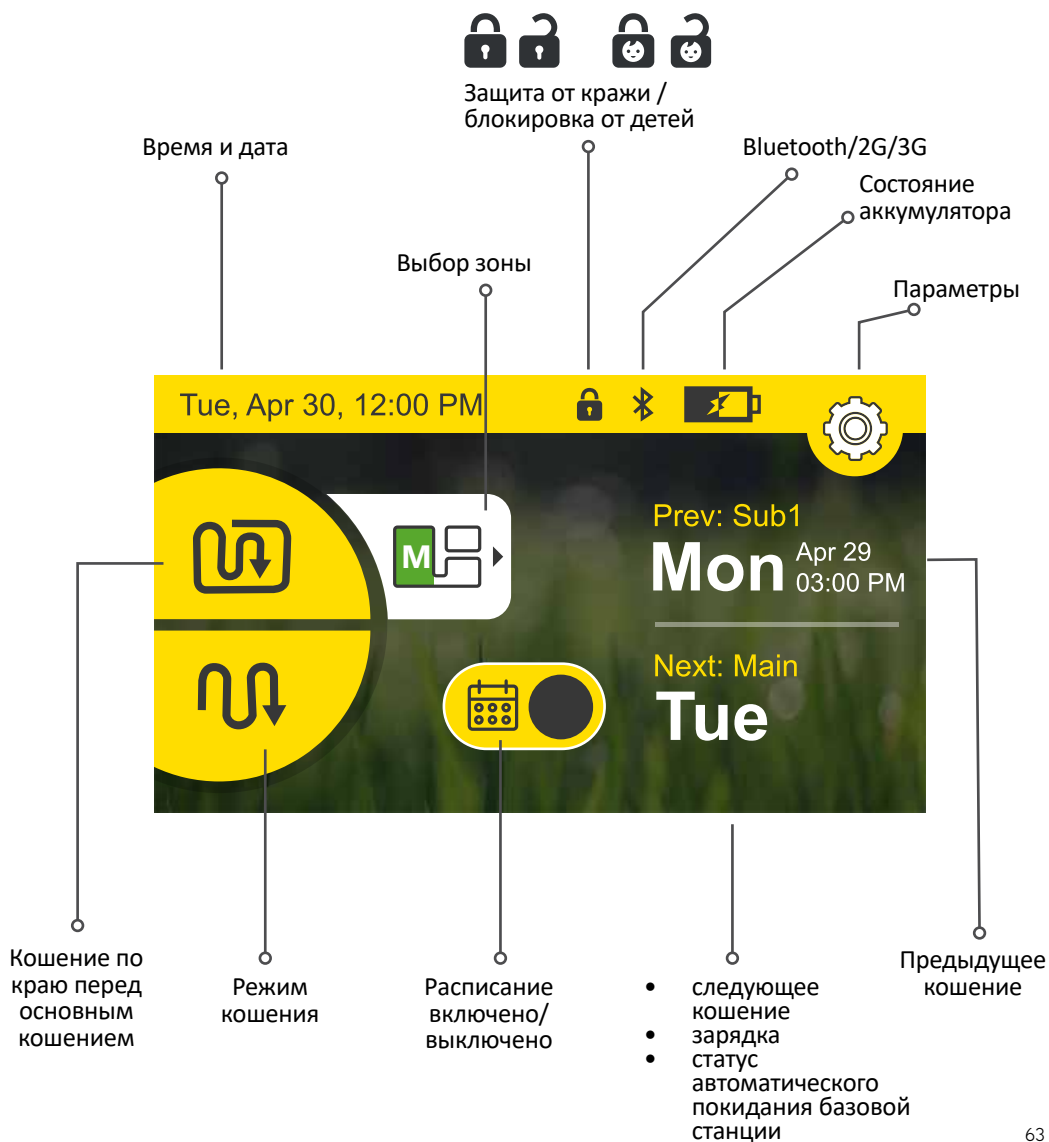 Защита от кражи /
блокировка от детей
Время и дата
Bluetooth/2G/3G
Состояние
аккумулятора
Выбор зоны
Параметры
Tue, Apr 30, 12:00 PM
M
Prev: Sub1
Mon
Apr 29
03:00 PM
Next: Main
Tue
Кошение по
краю перед
основным
кошением
Режим
кошения
Расписание
включено/
выключено
• следующее
кошение
• зарядка
• статус
автоматического
покидания базовой
станции
Предыдущее
кошение
63